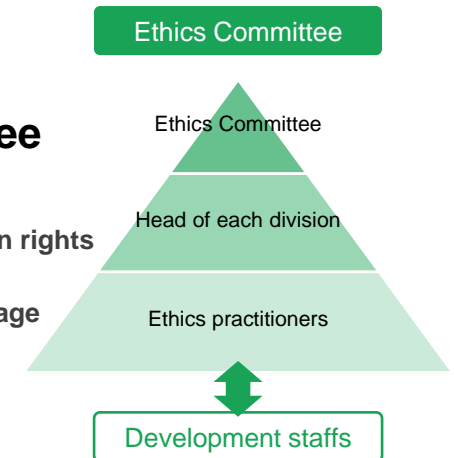 Ethics Committee
ee
Ethics Committee
n rights
Head of each division
age
Ethics practitioners
Development staffs